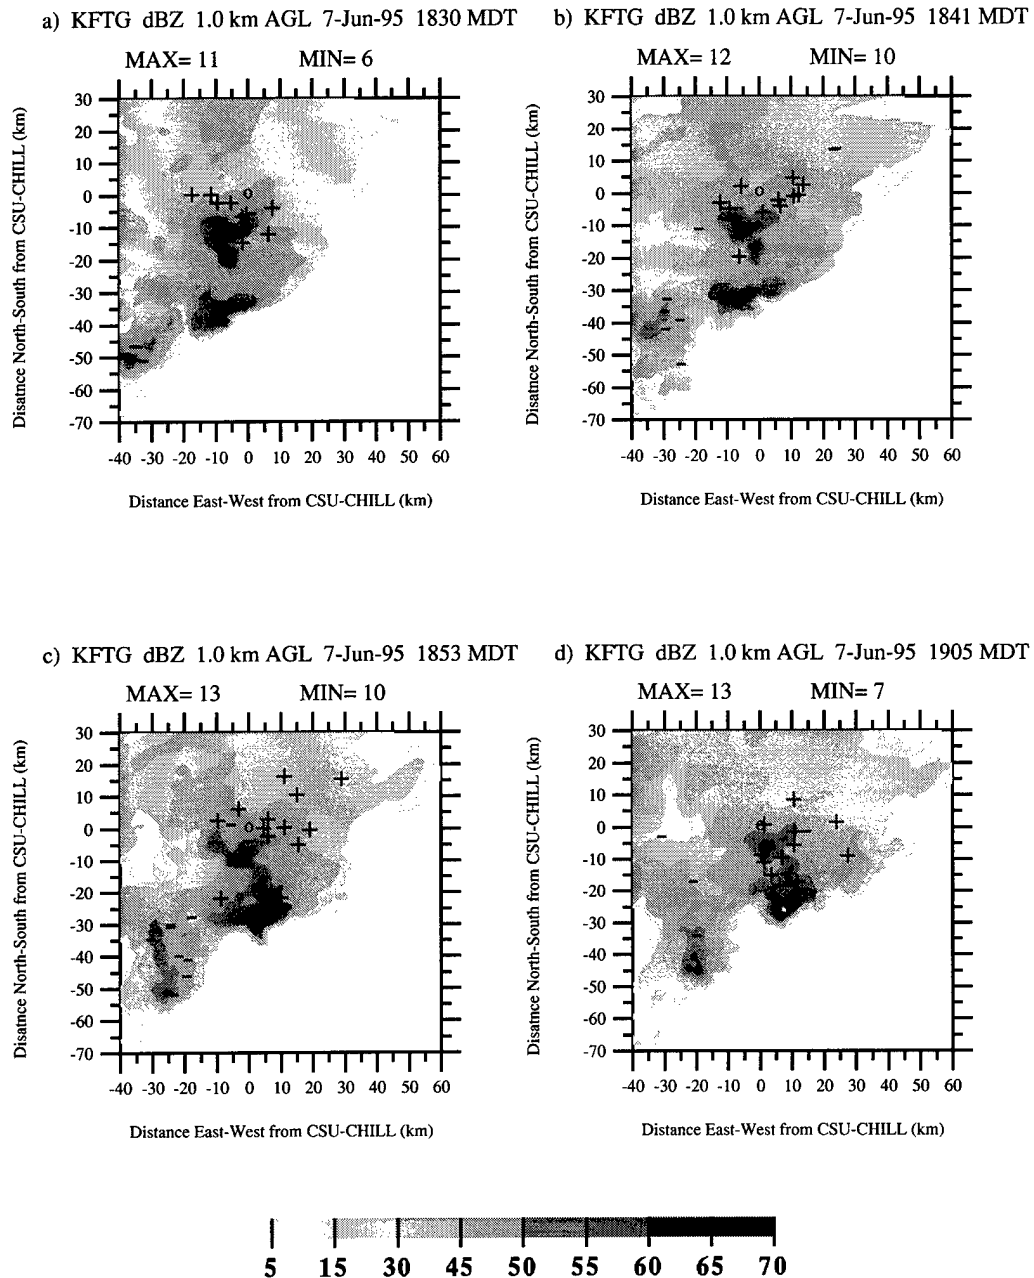 a) KFTG dBZ 1.0 km AGL 7-Jun-95 1830 MDT
MAX= 11 MIN= 6
30
20
10
0
-10
-20
-30
-40
-50
-60
-70
Disatnce North-South from CSU-CHILL (km)
-40 -30 -20 -10 0 10 20 30 40 50 60
Distance East-West from CSU-CHILL (km)
b) KFTG dBZ 1.0 km AGL 7-Jun-95 1841 MDT
MAX= 12 MIN= 10
30
20
10
0
-10
-20
-30
-40
-50
-60
-70
Disatnce North-South from CSU-CHILL (km)
-40 -30 -20 -10 0 10 20 30 40 50 60
Distance East-West from CSU-CHILL (km)
c) KFTG dBZ 1.0 km AGL 7-Jun-95 1853 MDT
MAX= 13 MIN= 10
30
20
10
0
-10
-20
-30
-40
-50
-60
-70
Disatnce North-South from CSU-CHILL (km)
-40 -30 -20 -10 0 10 20 30 40 50 60
Distance East-West from CSU-CHILL (km)
d) KFTG dBZ 1.0 km AGL 7-Jun-95 1905 MDT
MAX= 13 MIN= 7
30
20
10
0
-10
-20
-30
-40
-50
-60
-70
Disatnce North-South from CSU-CHILL (km)
-40 -30 -20 -10 0 10 20 30 40 50 60
Distance East-West from CSU-CHILL (km)
5 15 30 45 50 55 60 65 70